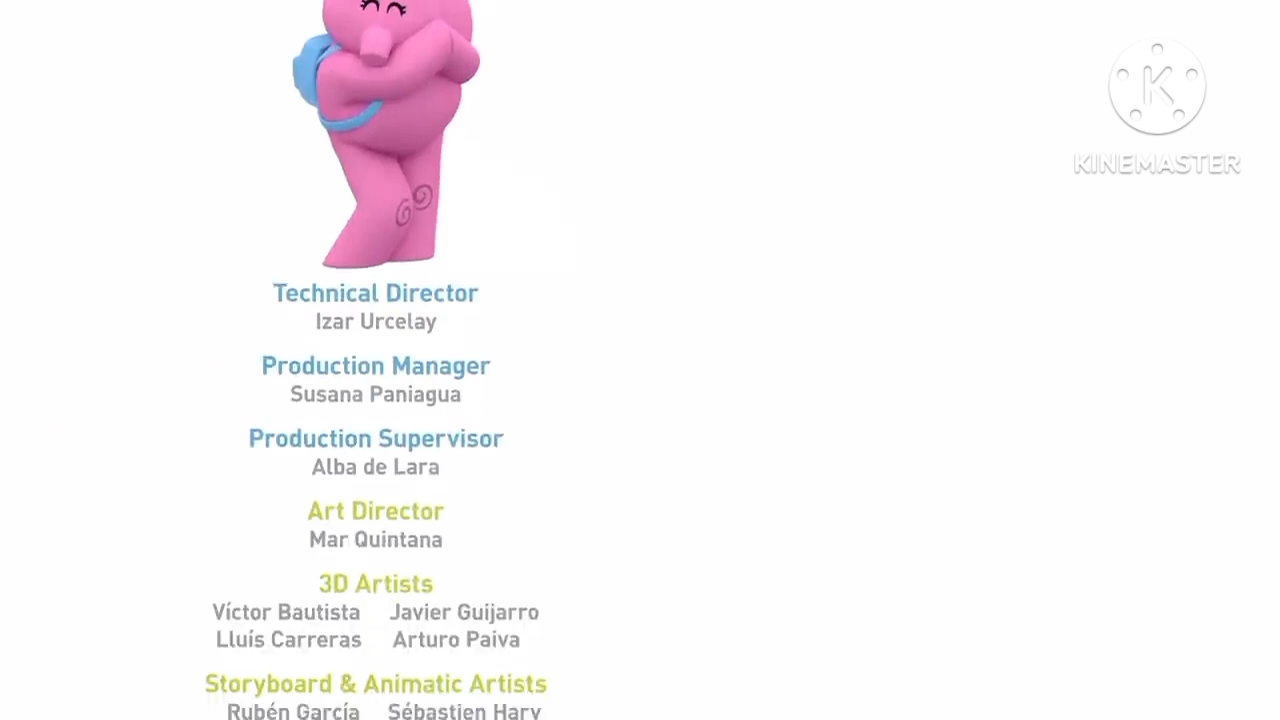 K
KINEMASTER
Technical Director
Izar Urcelay
Production Manager
Susana Paniagua
Production Supervisor
Alba de Lara
Art Director
Mar Quintana
3D Artists
Víctor Bautista Javier Guijarro
Lluís Carreras Arturo Paiva
Storyboard & Animatic Artists
Rubén García Sébastien Hary